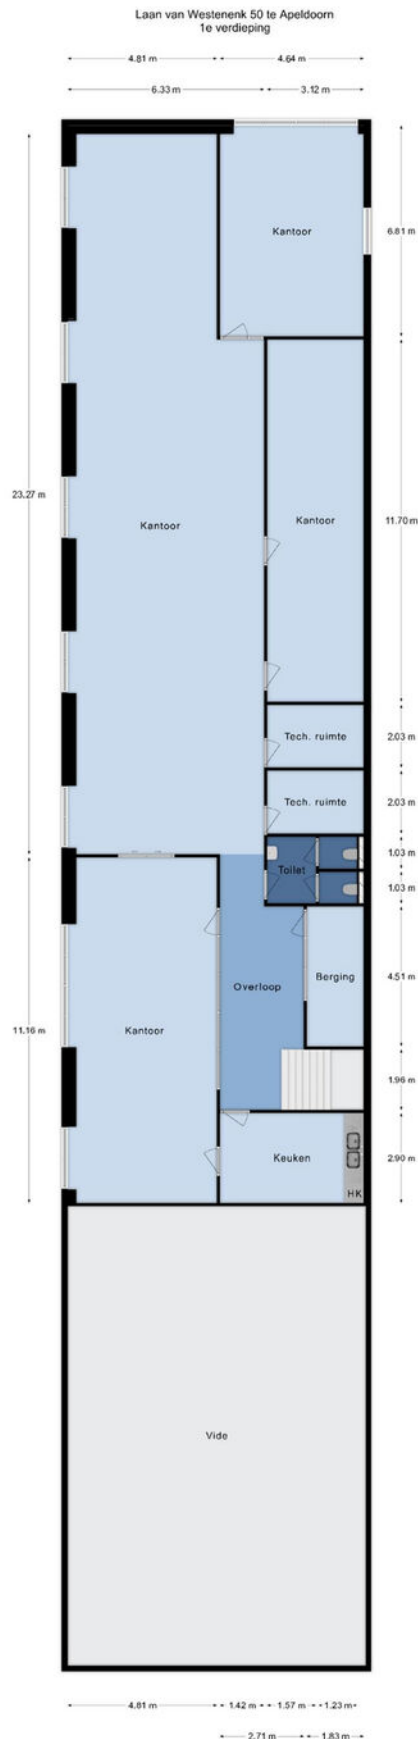 Laan van Westenenk 50 te Apeldoorn
1e verdieping
4.81 m 4.64 m
6.33 m 3.12 m
Kantoor
6.81 m
23.27 m
Kantoor
Kantoor
11.70 m
Tech. ruimte
2.03 m
Tech. ruimte
2.03 m
1.03 m
Toilet
1.03 m
Overloop
Berging
4.51 m
11.16 m
Kantoor
1.96 m
Keuken
2.90 m
HK
Vide
4.81 m 1.42 m 1.57 m 1.23 m
2.71 m 1.83 m